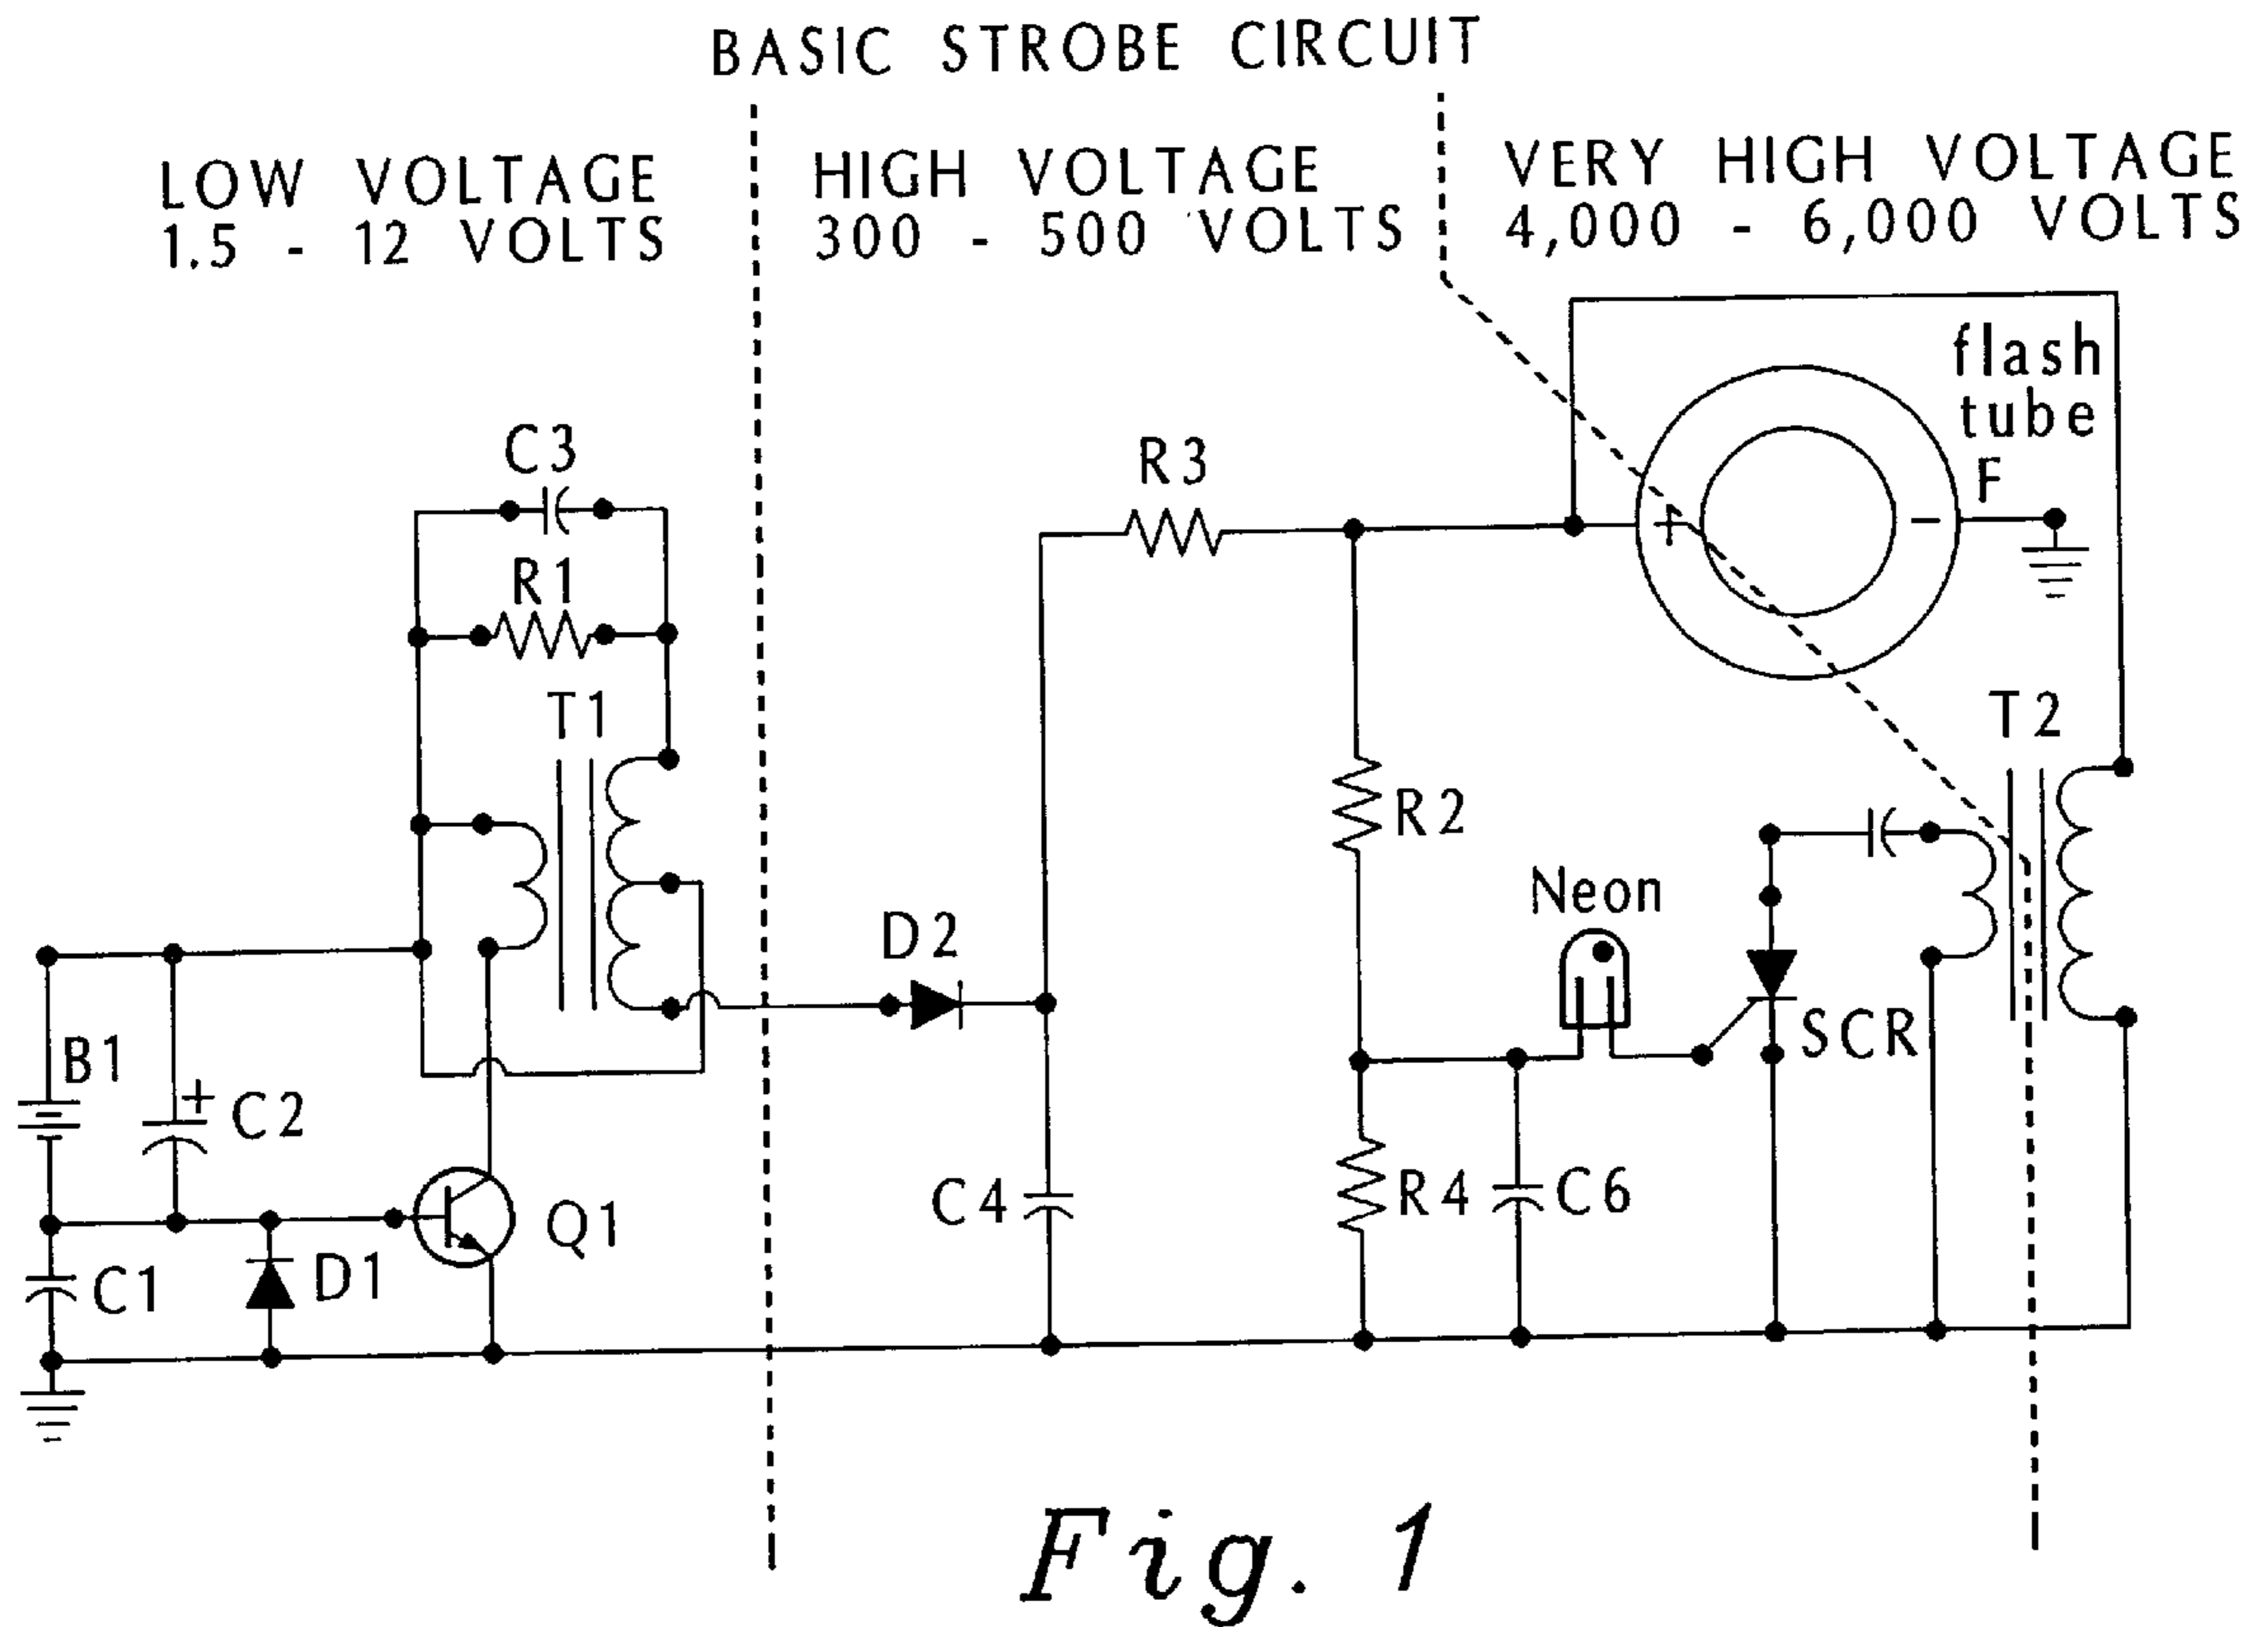 BASIC STROBE CIRCUIT
LOW VOLTAGE
1.5 - 12 VOLTS
HIGH VOLTAGE
300 - 500 VOLTS
VERY HIGH VOLTAGE
4,000 - 6,000 VOLTS
flash
tube
F
+
-
C3
R3
R1
T1
T2
R2
Neon
D2
SCR
B1
+
C2
Q1
C4
R4
C6
C1
D1
Fig. 1